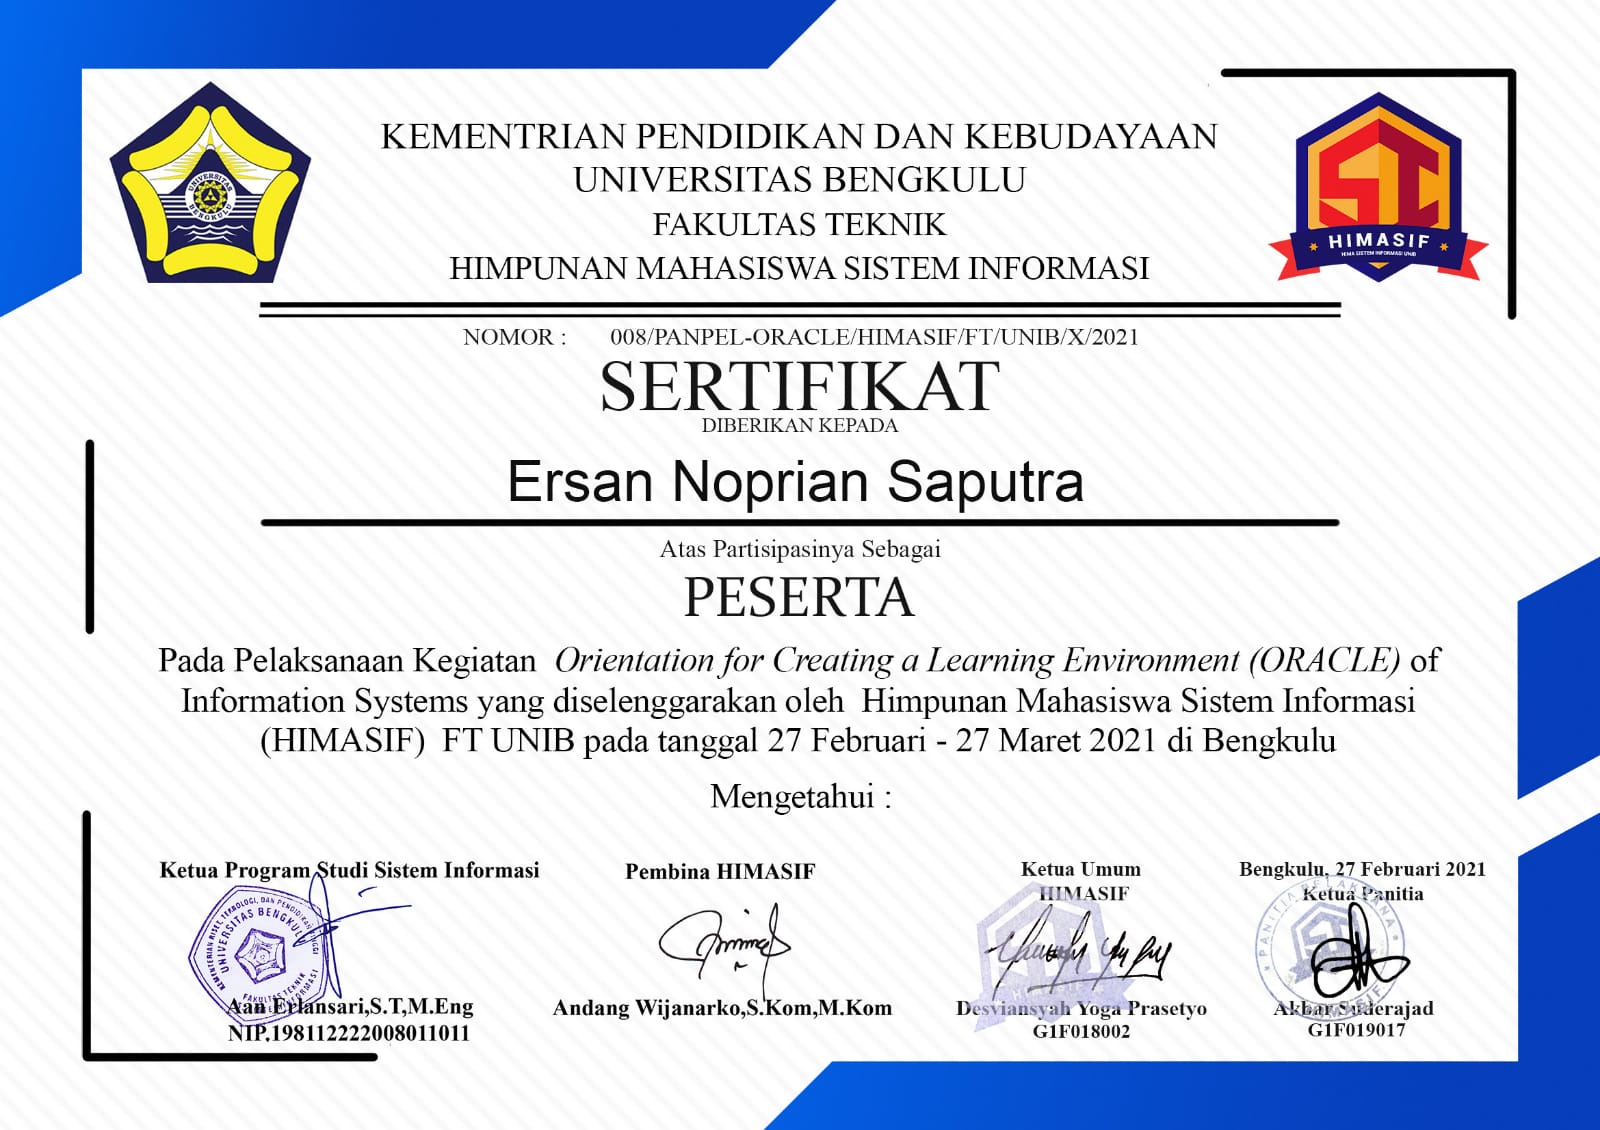 KEMENTRIAN PENDIDIKAN DAN KEBUDAYAAN
UNIVERSITAS BENGKULU
FAKULTAS TEKNIK
HIMPUNAN MAHASISWA SISTEM INFORMASI
UNIVERSITAS BENGKULU
HIMASIF
HIMA SISTEM INFORMASI UNIB
NOMOR : 008/PANPEL-ORACLE/HIMASIF/FT/UNIB/X/2021
SERTIFIKAT
DIBERIKAN KEPADA
Ersan Noprian Saputra
Atas Partisipasinya Sebagai
PESERTA
Pada Pelaksanaan Kegiatan Orientation for Creating a Learning Environment (ORACLE) of
Information Systems yang diselenggarakan oleh Himpunan Mahasiswa Sistem Informasi
(HIMASIF) FT UNIB pada tanggal 27 Februari - 27 Maret 2021 di Bengkulu
Mengetahui :
Ketua Program Studi Sistem Informasi
KEMENTERIAN RISET, TEKNOLOGI, DAN PENDIDIKAN TINGGI
UNIVERSITAS BENGKULU
FAKULTAS TEKNIK
SISTEM INFORMASI
Aan Erlansari,S.T,M.Eng
NIP.198112222008011011
Pembina HIMASIF
Andang Wijanarko,S.Kom,M.Kom
Ketua Umum
HIMASIF
Desviansyah Yoga Prasetyo
G1F018002
Bengkulu, 27 Februari 2021
Ketua Panitia
PANITIA PELAKSANA
HIMASIF
Akbar Suderajad
G1F019017